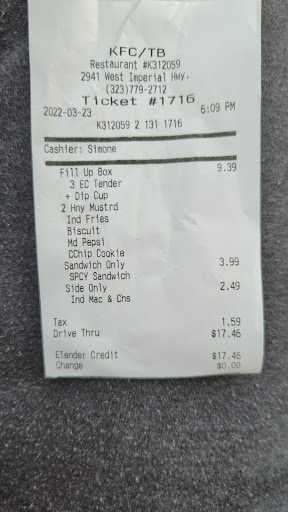 KFC/TB
Restaurant #K312059
2941 West Imperial Hwy.
(323)779-2712
Ticket #1716
2022-03-23 6:09 PM
K312059 2 131 1716
Cashier: Simone
Fill Up Box 9.39
3 EC Tender
+ Dip Cup
2 Hny Mustrd
Ind Fries
Biscuit
Md Pepsi
CChip Cookie
Sandwich Only 3.99
SPCY Sandwich
Side Only 2.49
Ind Mac & Chs
Tax 1.59
Drive Thru $17.46
ETender Credit $17.46
Change $0.00